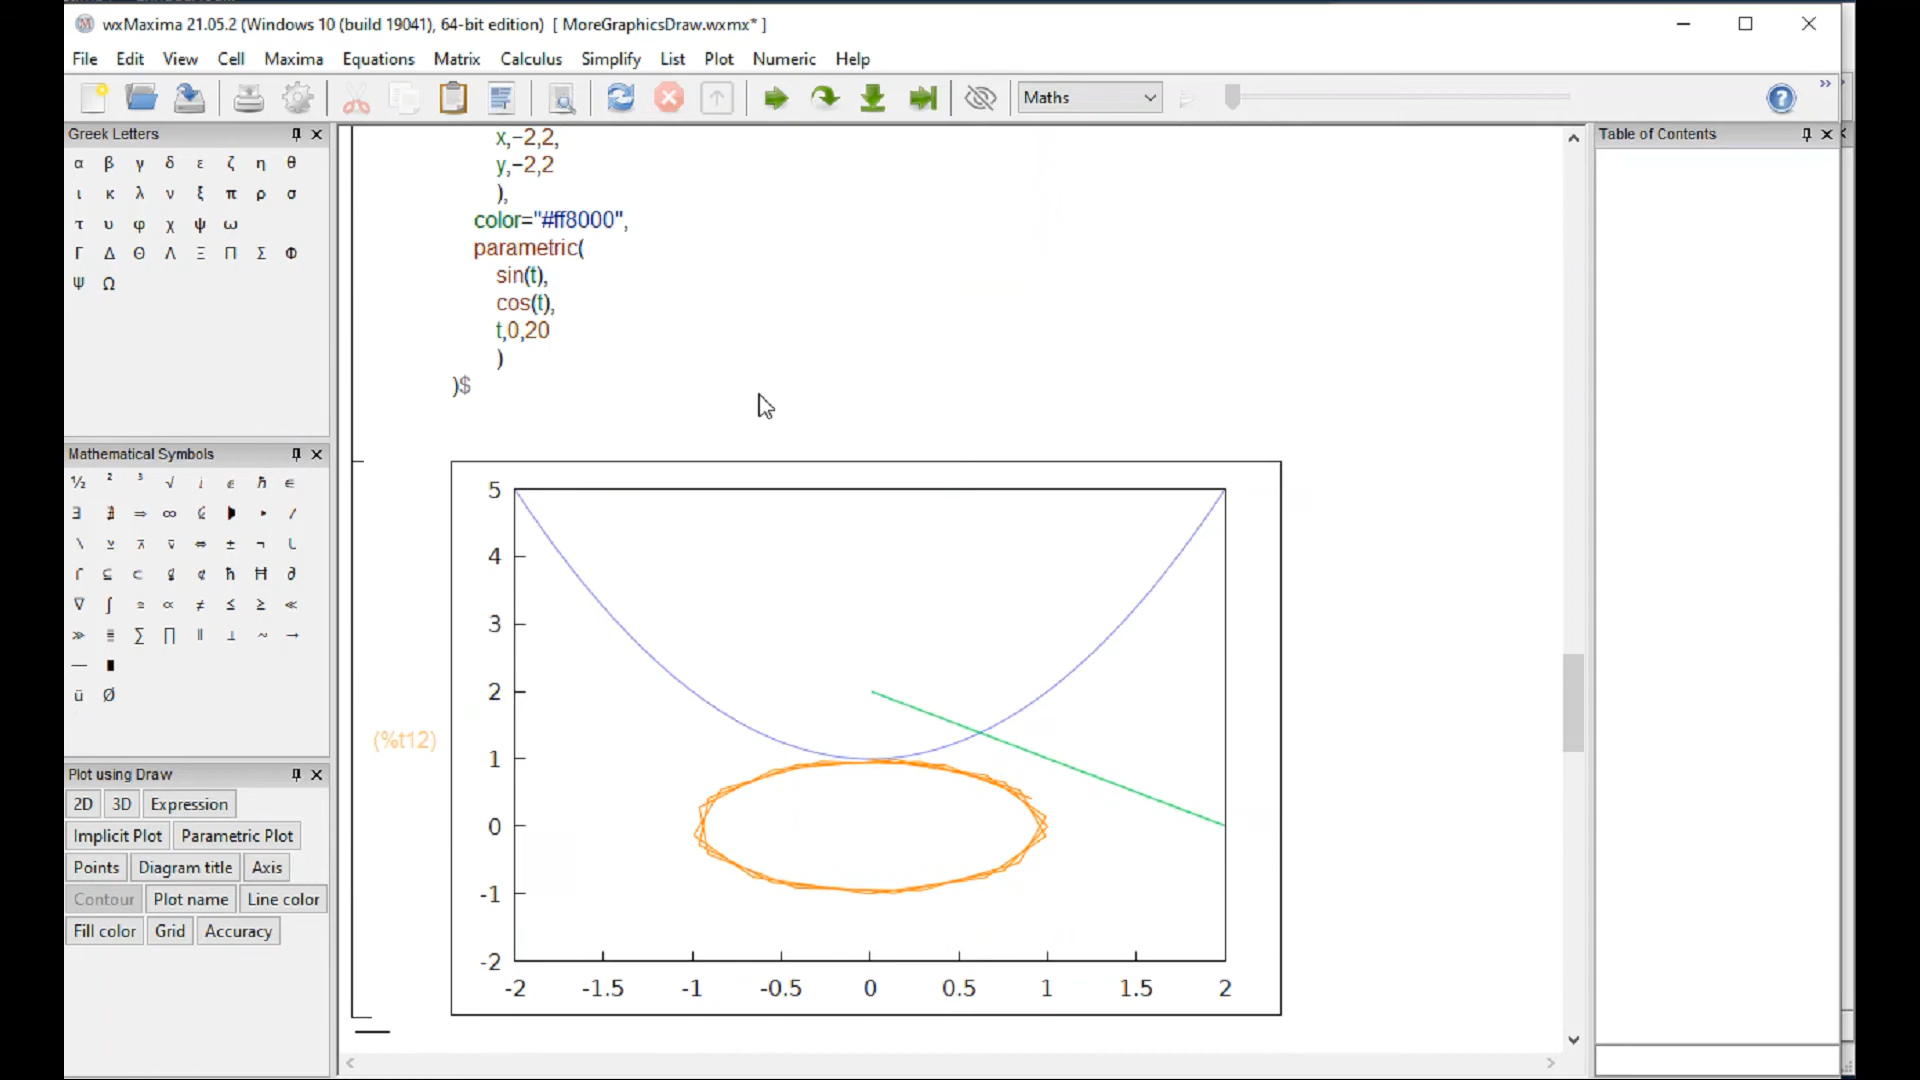 wxMaxima 21.05.2 (Windows 10 (build 19041), 64-bit edition) [ MoreGraphicsDraw.wxmx* ]
File Edit View Cell Maxima Equations Matrix Calculus Simplify List Plot Numeric Help
Maths
Greek Letters
α β γ δ ε ζ η θ
ι κ λ ν ξ π ρ σ
τ υ φ χ ψ ω
Γ Δ Θ Λ Ξ Π Σ Φ
Ψ Ω
Mathematical Symbols
½ ² ³ √ ⅈ ⅇ ℏ ∈
∃ ∄ ⇒ ∞ /
\ ⊻ ⊼ ⊽ ⇔ ± ¬
⊆ ⊂ ħ Ħ ∂
∇ ∫ ∝ ≠ ≤ ≥ ≪
≫ ∑ ∏ ∥ ⟂ ~ →
— ∎
ü Ø
Plot using Draw
2D 3D Expression
Implicit Plot Parametric Plot
Points Diagram title Axis
Contour Plot name Line color
Fill color Grid Accuracy
x,−2,2,
y,−2,2
),
color="#ff8000",
parametric(
sin(t),
cos(t),
t,0,20
)
)$
(%t12)
5
4
3
2
1
0
-1
-2
-2 -1.5 -1 -0.5 0 0.5 1 1.5 2
Table of Contents